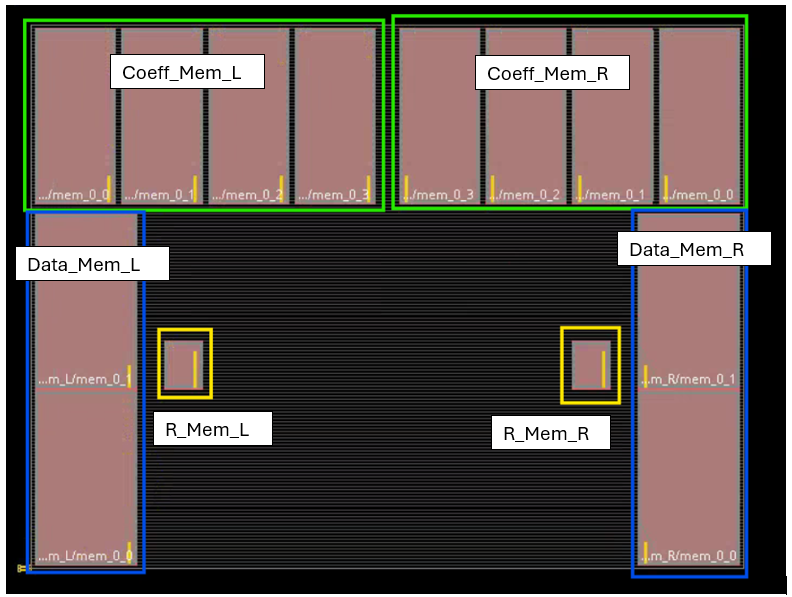 Coeff_Mem_L
Coeff_Mem_R
.../mem_0_0
.../mem_0_1
.../mem_0_2
.../mem_0_3
./mem_0_3
../mem_0_2
../mem_0_1
../mem_0_0
Data_Mem_L
Data_Mem_R
...m_L/mem_0_1
...m_R/mem_0_1
R_Mem_L
R_Mem_R
...m_L/mem_0_0
...m_R/mem_0_0